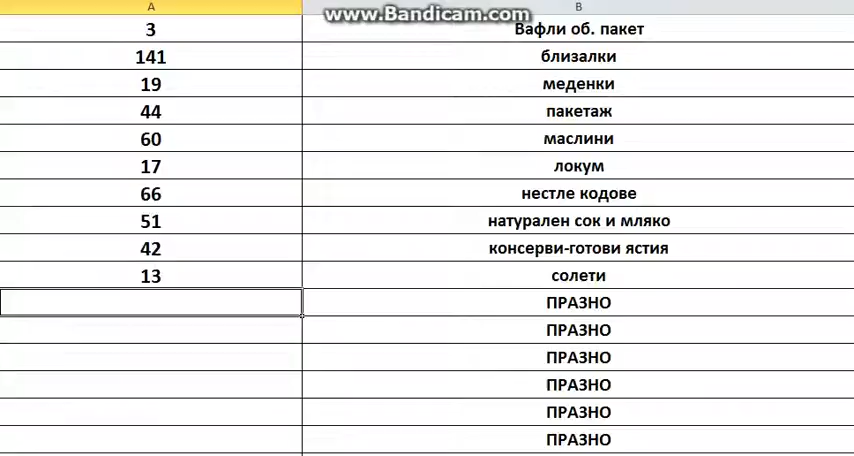 www.Bandicam.com
A B
3 Вафли об. пакет
141 близалки
19 меденки
44 пакетаж
60 маслини
17 локум
66 нестле кодове
51 натурален сок и мляко
42 консерви-готови ястия
13 солети
ПРАЗНО
ПРАЗНО
ПРАЗНО
ПРАЗНО
ПРАЗНО
ПРАЗНО